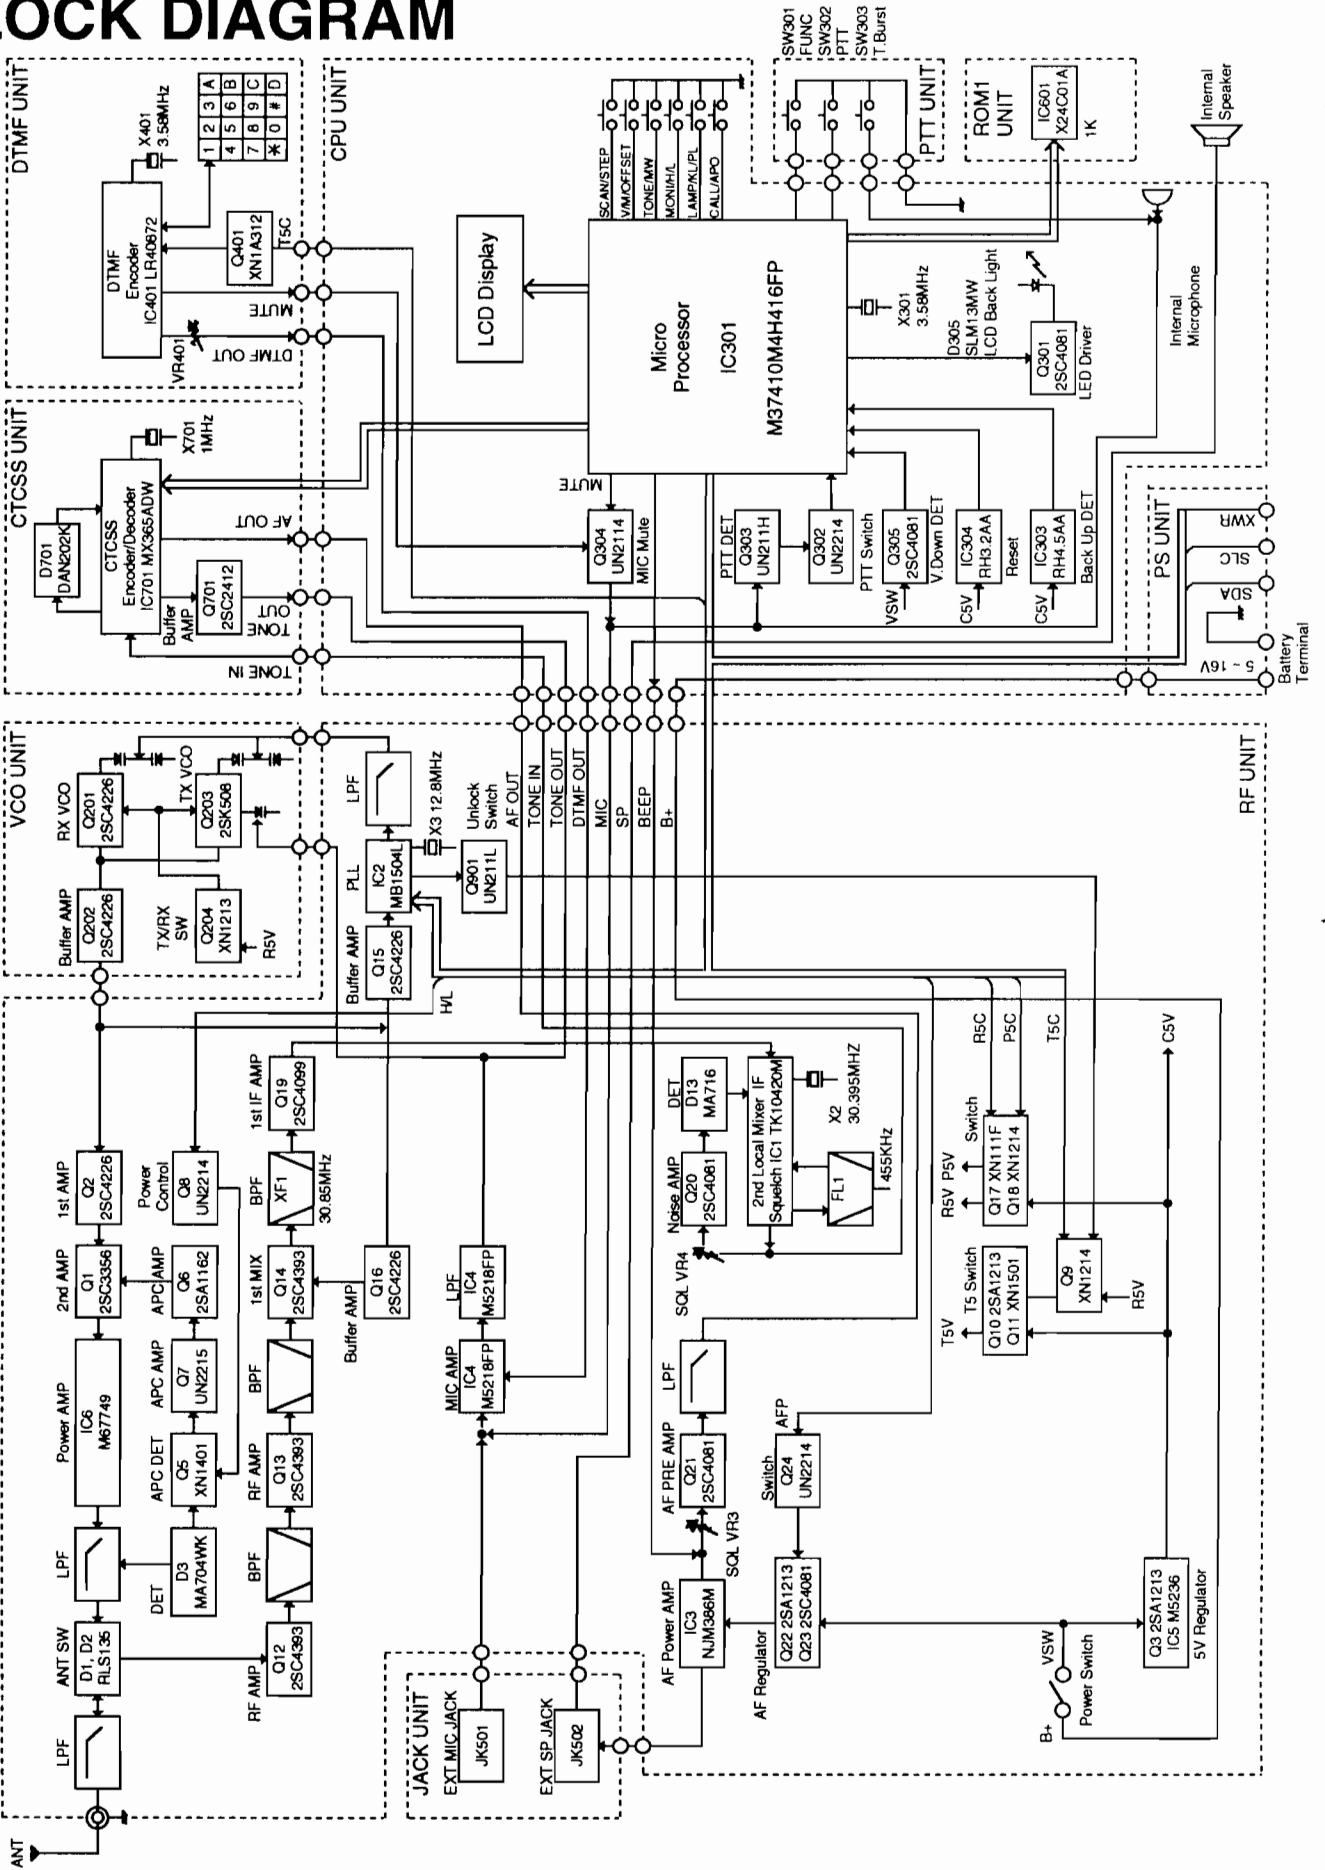 LOCK DIAGRAM
DTMF UNIT
DTMF
Encoder
IC401 LR40872
X401
3.58MHz
1 2 3 A
4 5 6 B
7 8 9 C
* 0 # D
Q401
XN1A312
T5C
MUTE
VR401
DTMF OUT
CTCSS UNIT
D701
DAN202K
CTCSS
Encoder/Decoder
IC701 MX365ADW
X701
1MHz
AF OUT
Buffer
AMP
Q701
2SC2412
TONE
OUT
TONE IN
CPU UNIT
LCD Display
SCAN/STEP
V/M/OFFSET
TONE/MW
MONI/H/L
LAMP/KL/PL
CALL/APO
Micro
Processor
IC301
M37410M4H416FP
SW301
FUNC
SW302
PTT
SW303
T.Burst
PTT UNIT
ROM1
UNIT
IC601
X24C01A
1K
Internal
Speaker
Internal
Microphone
X301
3.58MHz
D305
SLM13MW
LCD Back Light
Q301
2SC4081
LED Driver
MUTE
Q304
UN2114
MIC Mute
PTT DET
Q303
UN211H
Q302
UN2214
PTT Switch
Q305
2SC4081
V.Down DET
VSW
IC304
RH3.2AA
Reset
C5V
IC303
RH4.5AA
Back Up DET
C5V
PS UNIT
XWR
SLC
SDA
5 ~ 16V
Battery
Terminal
VCO UNIT
RX VCO
Q201
2SC4226
TX VCO
Q203
2SK508
Buffer AMP
Q202
2SC4226
TX/RX
SW
Q204
XN1213
R5V
RF UNIT
LPF
PLL
IC2
MB1504L
X3 12.8MHz
Unlock
Switch
Q901
UN211L
Buffer AMP
Q15
2SC4226
H/L
AF OUT
TONE IN
TONE OUT
DTMF OUT
MIC
SP
BEEP
B+
ANT
LPF
ANT SW
D1, D2
RLS135
LPF
Power AMP
IC6
M67749
2nd AMP
Q1
2SC3356
1st AMP
Q2
2SC4226
DET
D3
MA704WK
APC DET
Q5
XN1401
APC AMP
Q7
UN2215
APC AMP
Q6
2SA1162
Power
Control
Q8
UN2214
RF AMP
Q12
2SC4393
BPF
RF AMP
Q13
2SC4393
BPF
1st MIX
Q14
2SC4393
BPF
XF1
30.85MHz
1st IF AMP
Q19
2SC4099
Buffer AMP
Q16
2SC4226
MIC AMP
IC4
M5218FP
LPF
IC4
M5218FP
JACK UNIT
EXT MIC JACK
JK501
EXT SP JACK
JK502
DET
D13
MA716
Noise AMP
Q20
2SC4081
SQL VR4
2nd Local Mixer IF
Squelch IC1 TK10420M
X2
30.395MHZ
FL1
455KHz
AF Power AMP
IC3
NJM386M
SQL VR3
AF PRE AMP
Q21
2SC4081
LPF
AF Regulator
Q22 2SA1213
Q23 2SC4081
Switch
Q24
UN2214
AFP
T5V
T5 Switch
Q10 2SA1213
Q11 XN1501
R5V
P5V
Switch
Q17 XN111F
Q18 XN1214
R5C
P5C
T5C
Q9
XN1214
R5V
C5V
B+
VSW
Power Switch
Q3 2SA1213
IC5 M5236
5V Regulator